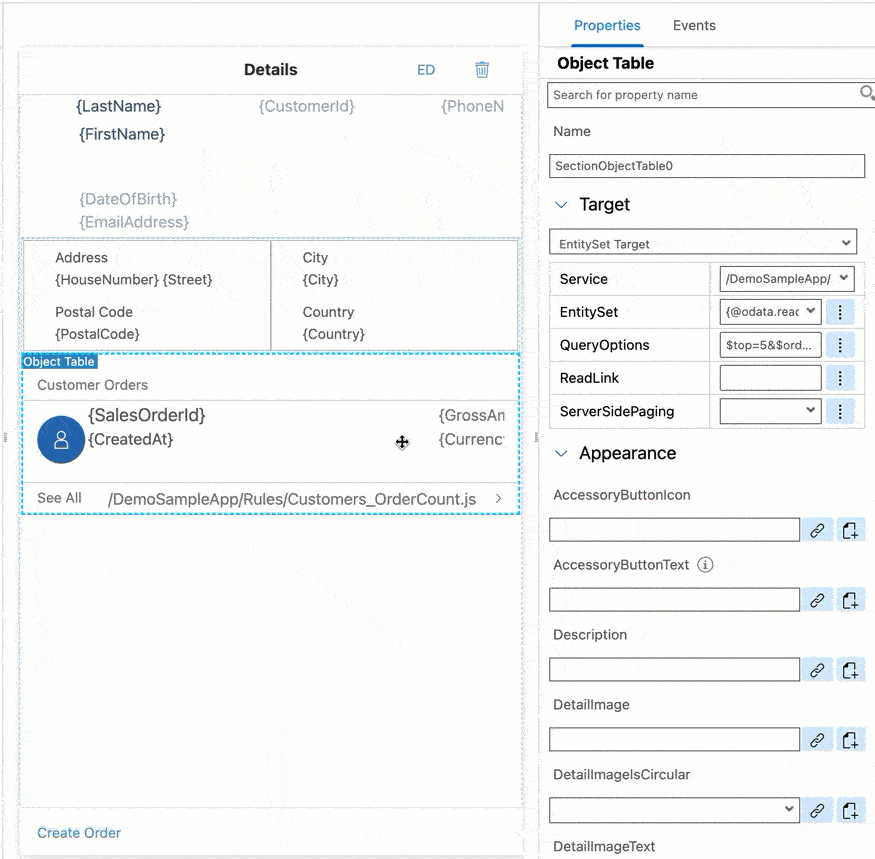 Properties Events
Details ED
Object Table
Search for property name
{LastName} {CustomerId} {PhoneN
{FirstName}
Name
SectionObjectTable0
{DateOfBirth}
{EmailAddress}
Target
EntitySet Target
Address City
{HouseNumber} {Street} {City}
Postal Code Country
{PostalCode} {Country}
Service /DemoSampleApp/
EntitySet {@odata.reac
QueryOptions $top=5&$ord...
ReadLink
ServerSidePaging
Object Table
Customer Orders
{SalesOrderId} {GrossAm
{CreatedAt} {Currenc
See All /DemoSampleApp/Rules/Customers_OrderCount.js
Appearance
AccessoryButtonIcon
AccessoryButtonText
Description
DetailImage
DetailImageIsCircular
DetailImageText
Create Order